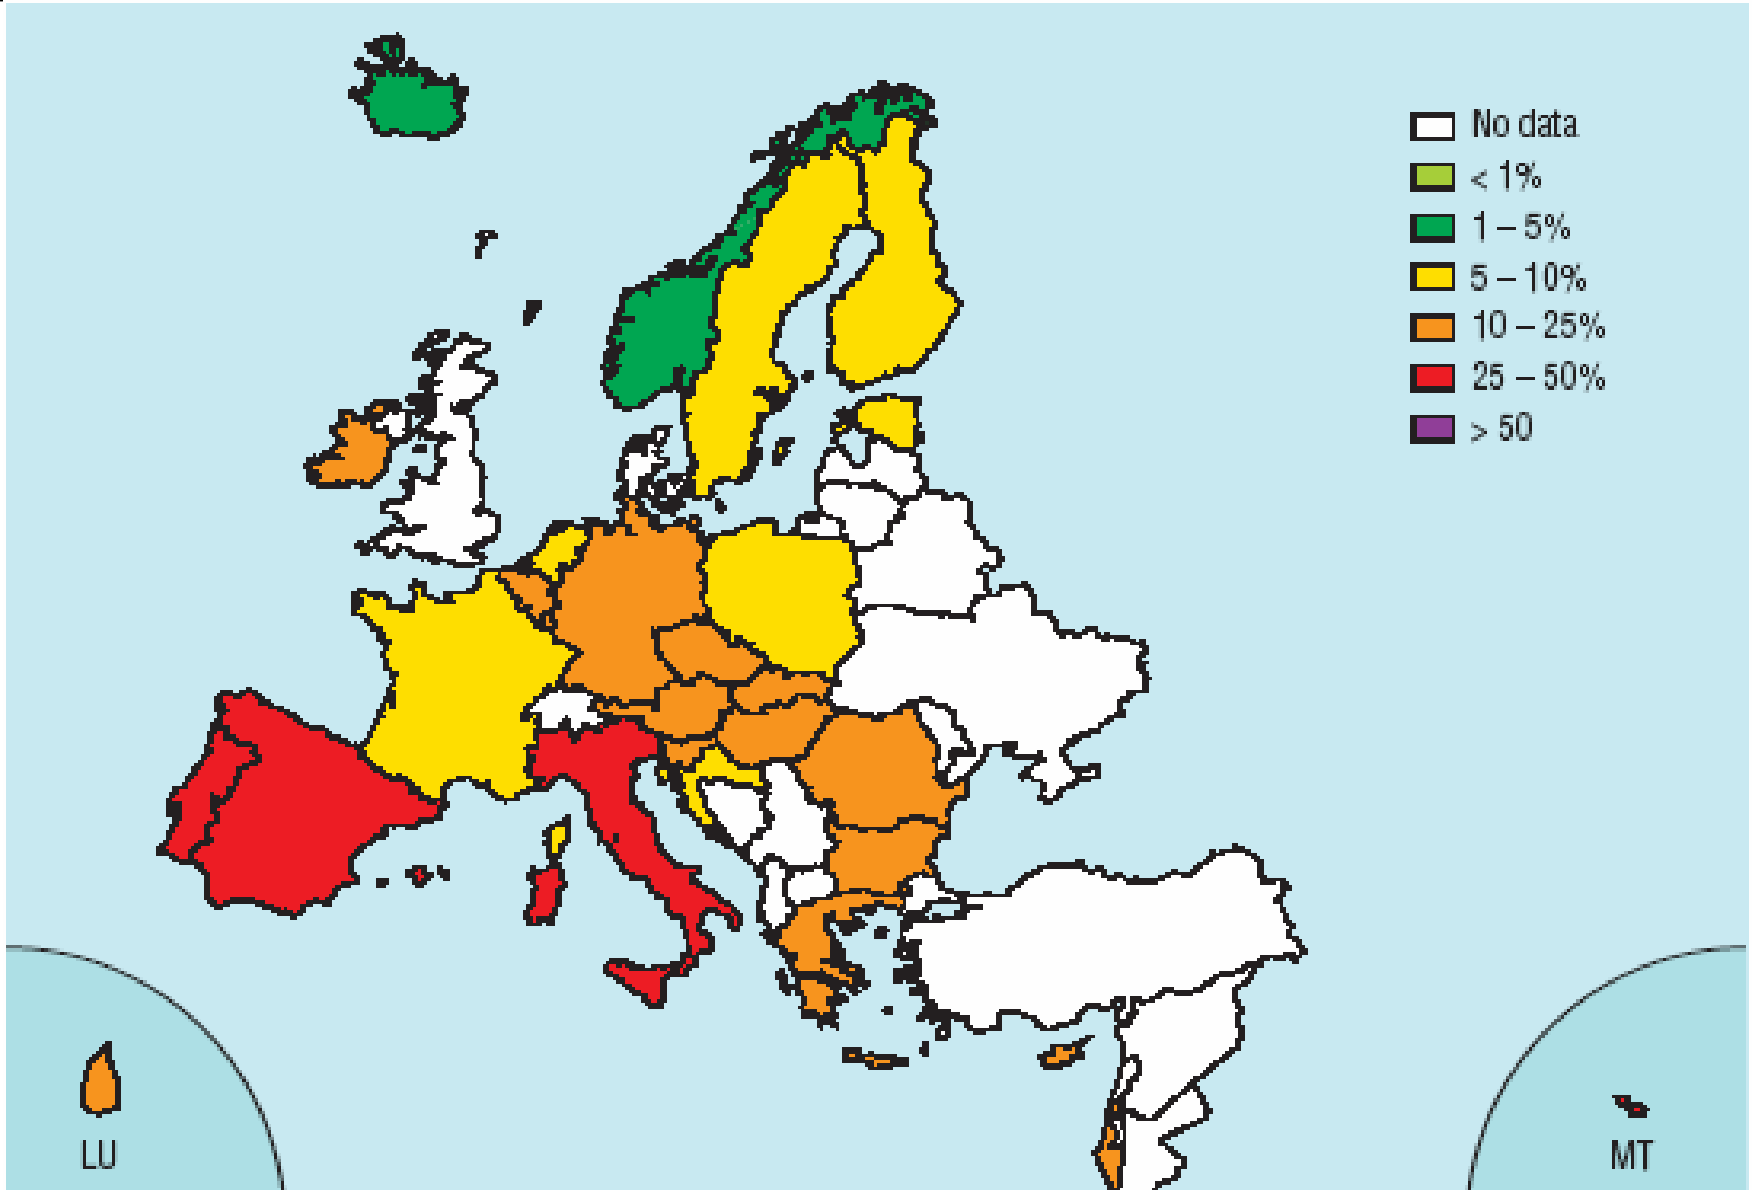 No data
< 1%
1 – 5%
5 – 10%
10 – 25%
25 – 50%
> 50
LU
MT